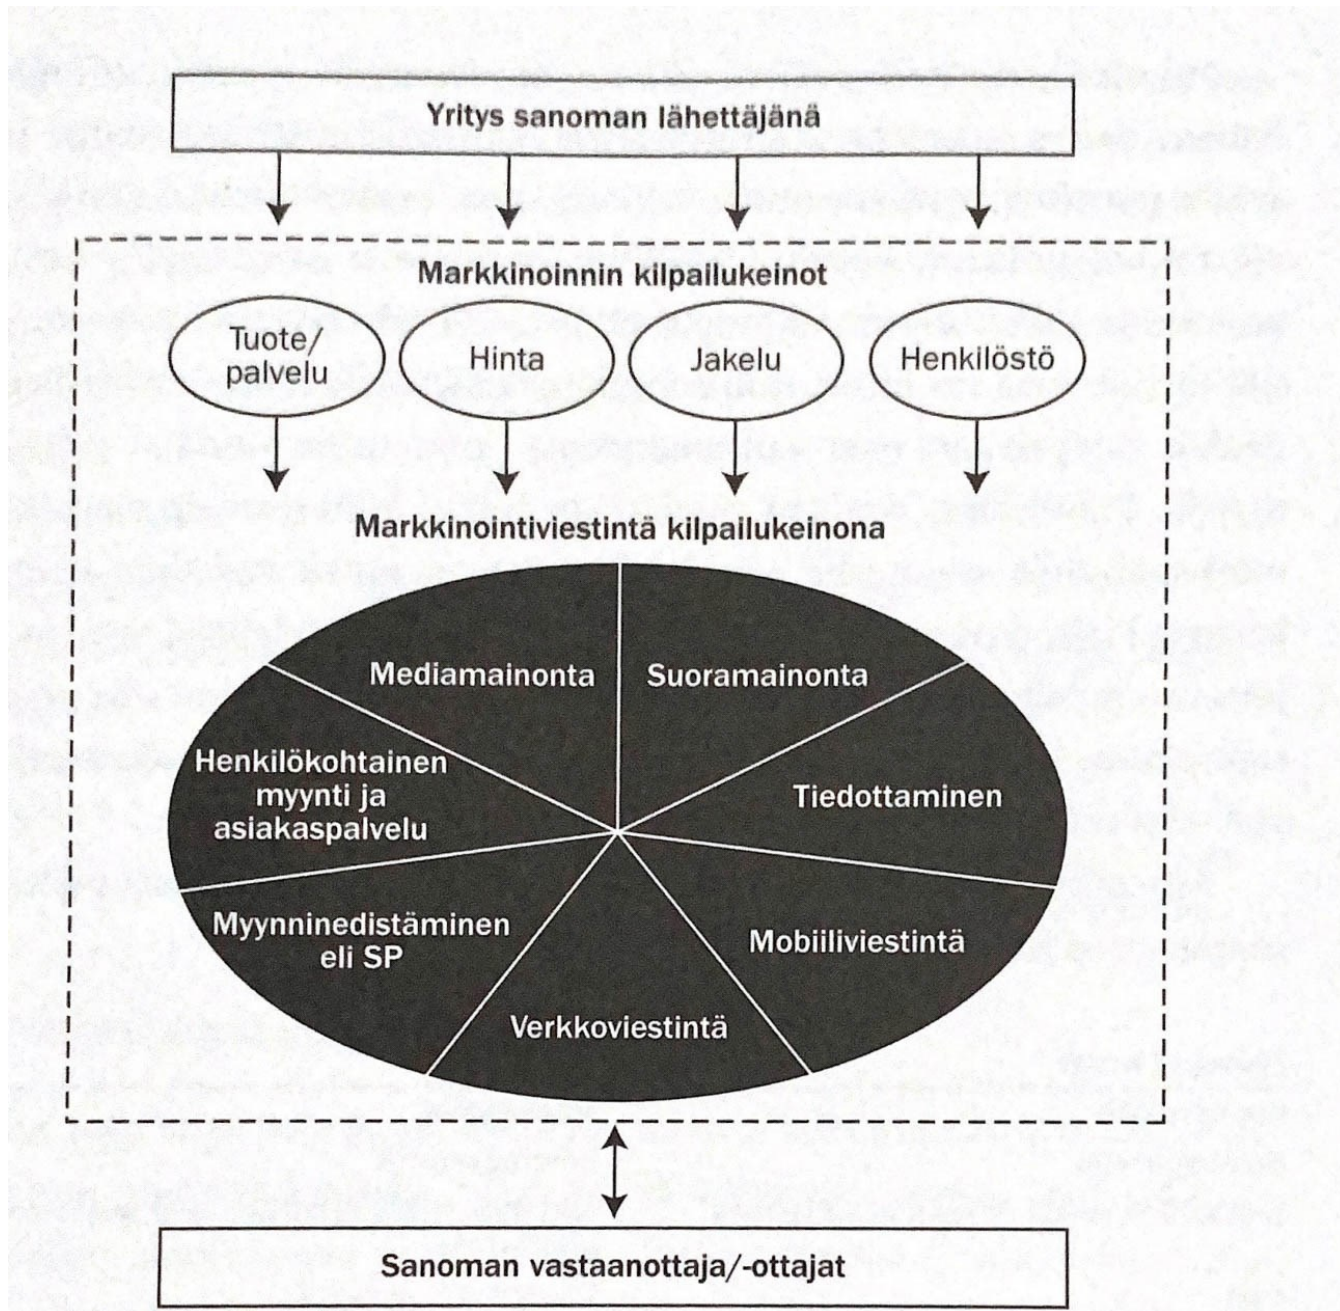 Yritys sanoman lähettäjänä
Markkinoinnin kilpailukeinot
Tuote/
palvelu
Hinta
Jakelu
Henkilöstö
Markkinointiviestintä kilpailukeinona
Mediamainonta
Suoramainonta
Henkilökohtainen
myynti ja
asiakaspalvelu
Tiedottaminen
Myynninedistäminen
eli SP
Mobiiliviestintä
Verkkoviestintä
Sanoman vastaanottaja/-ottajat